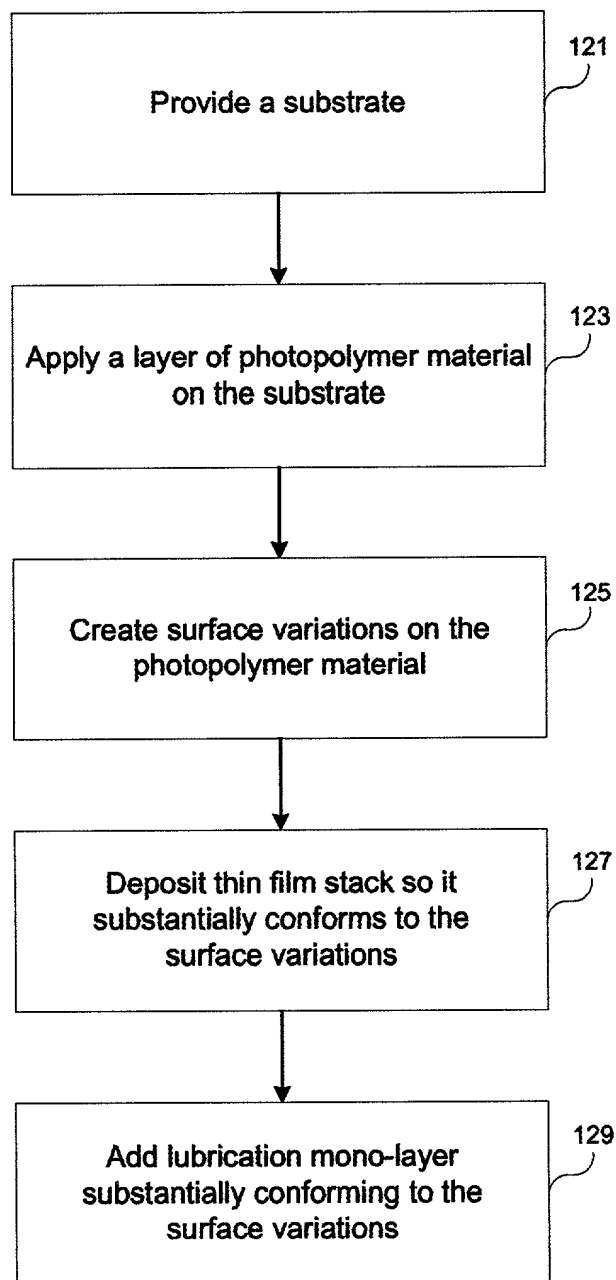 121
Provide a substrate
123
Apply a layer of photopolymer material
on the substrate
125
Create surface variations on the
photopolymer material
127
Deposit thin film stack so it
substantially conforms to the
surface variations
129
Add lubrication mono-layer
substantially conforming to the
surface variations